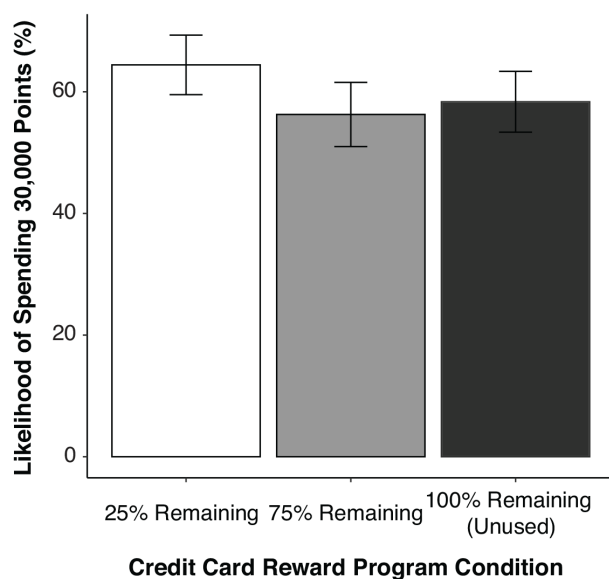 Likelihood of Spending 30,000 Points (%)
60
40
20
0
25% Remaining
75% Remaining
100% Remaining
(Unused)
Credit Card Reward Program Condition